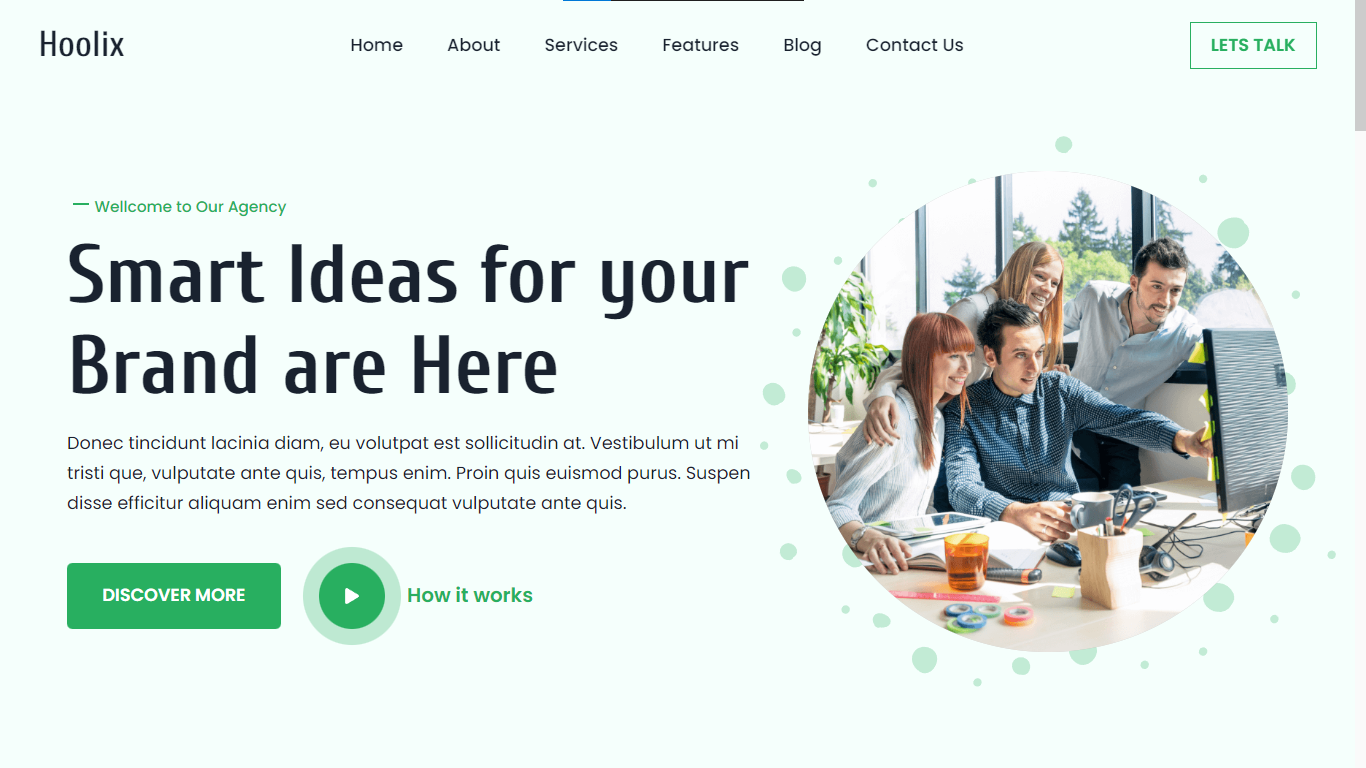 Hoolix
Home
About
Services
Features
Blog
Contact Us
LETS TALK
Wellcome to Our Agency
Smart Ideas for your
Brand are Here
Donec tincidunt lacinia diam, eu volutpat est sollicitudin at. Vestibulum ut mi
tristi que, vulputate ante quis, tempus enim. Proin quis euismod purus. Suspen
disse efficitur aliquam enim sed consequat vulputate ante quis.
DISCOVER MORE
How it works